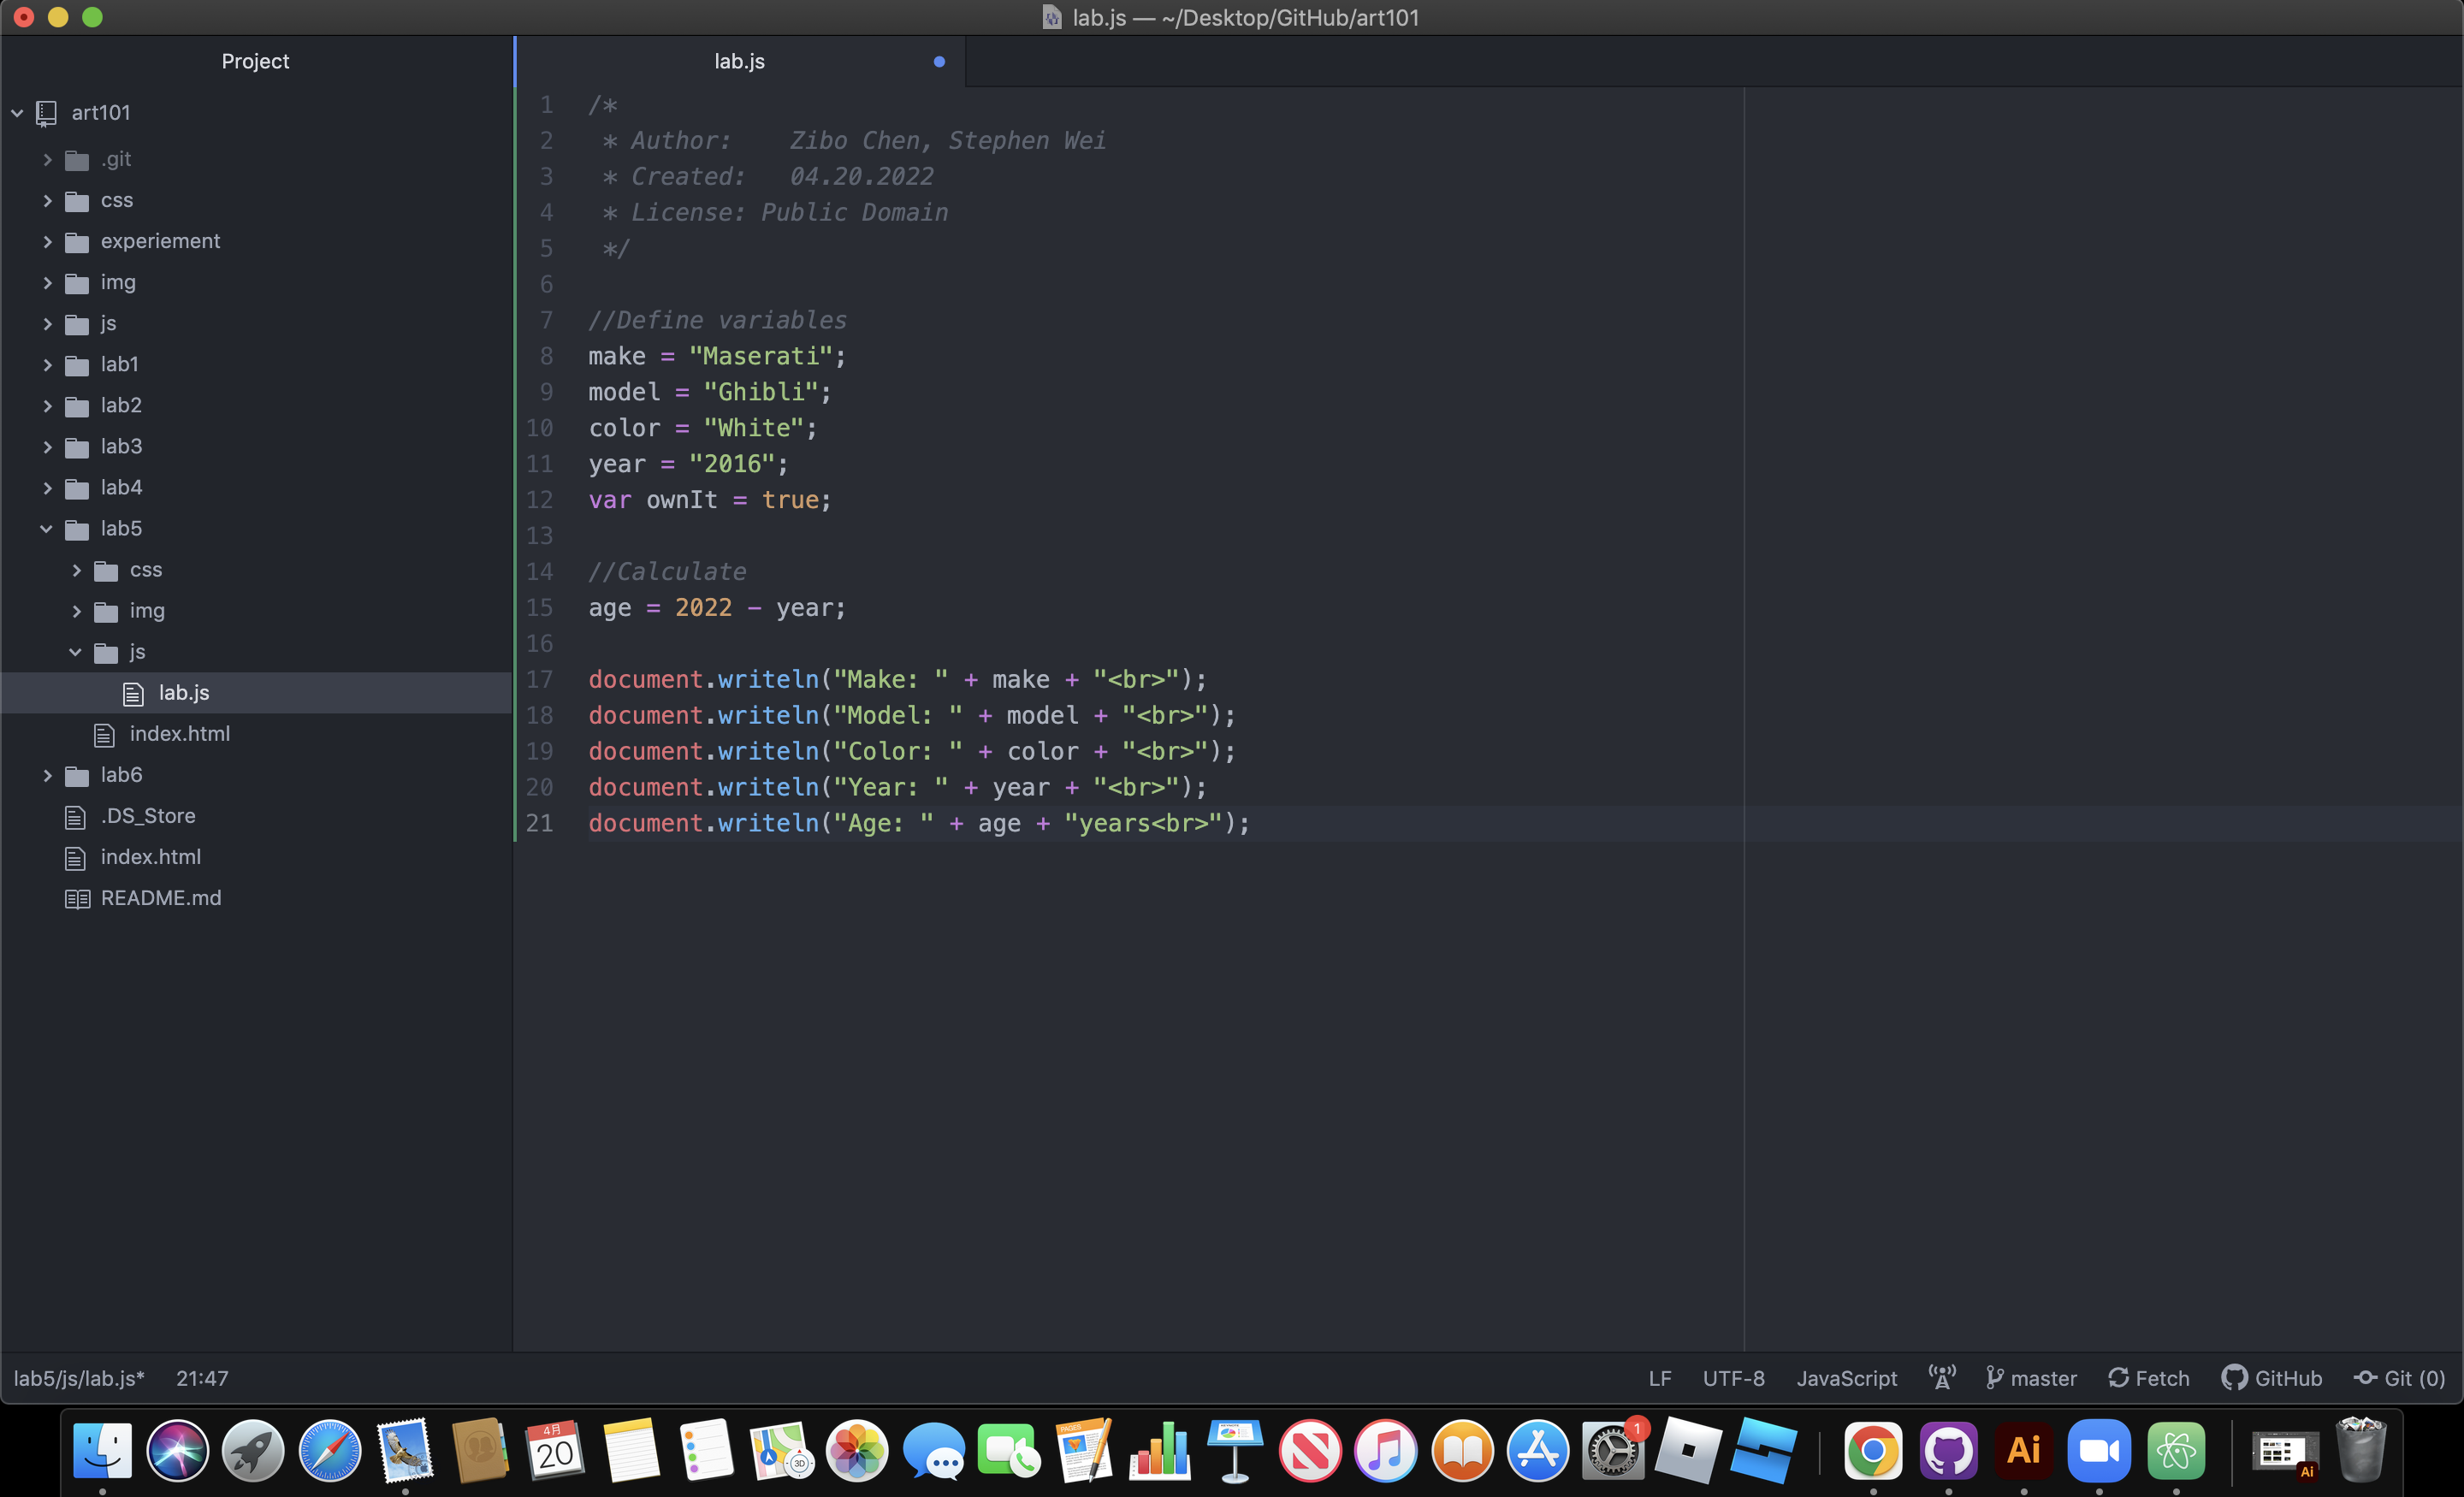 lab.js — ~/Desktop/GitHub/art101
Project
art101
.git
css
experiement
img
js
lab1
lab2
lab3
lab4
lab5
css
img
js
lab.js
index.html
lab6
.DS_Store
index.html
README.md
lab.js
1 /*
2  * Author:    Zibo Chen, Stephen Wei
3  * Created:   04.20.2022
4  * License: Public Domain
5  */
6
7 //Define variables
8 make = "Maserati";
9 model = "Ghibli";
10 color = "White";
11 year = "2016";
12 var ownIt = true;
13
14 //Calculate
15 age = 2022 - year;
16
17 document.writeln("Make: " + make + "<br>");
18 document.writeln("Model: " + model + "<br>");
19 document.writeln("Color: " + color + "<br>");
20 document.writeln("Year: " + year + "<br>");
21 document.writeln("Age: " + age + "years<br>");
lab5/js/lab.js* 21:47 LF UTF-8 JavaScript master Fetch GitHub Git (0)
4月
20
3D
PAGES
1
Ai
Ai